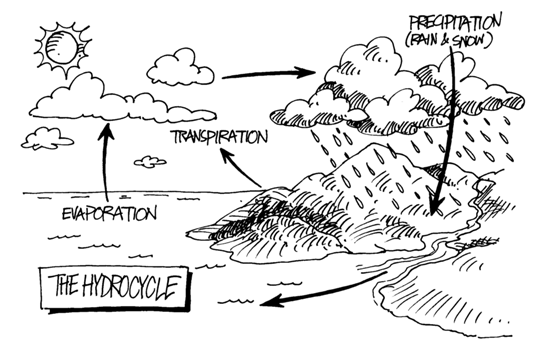 PRECIPITATION
(RAIN & SNOW)
TRANSPIRATION
EVAPORATION
THE HYDROCYCLE